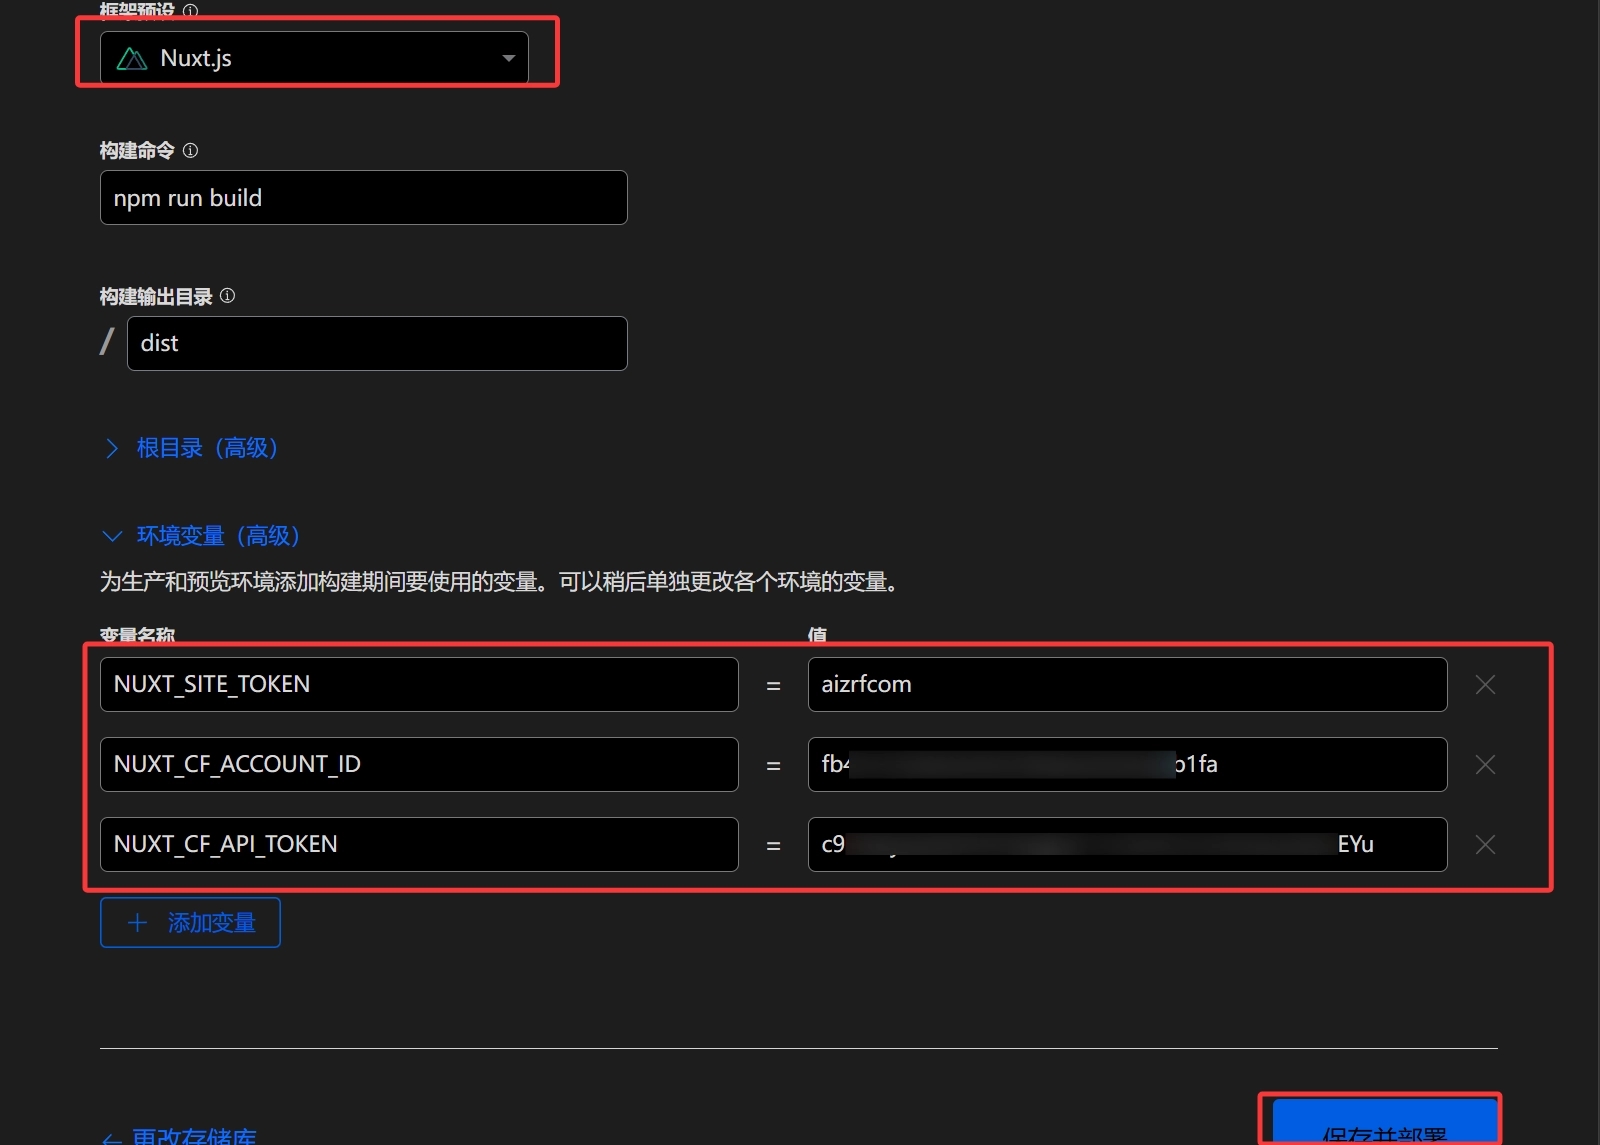 框架预设
Nuxt.js
构建命令
npm run build
构建输出目录
/ dist
根目录（高级）
环境变量（高级）
为生产和预览环境添加构建期间要使用的变量。可以稍后单独更改各个环境的变量。
变量名称 值
NUXT_SITE_TOKEN = aizrfcom
NUXT_CF_ACCOUNT_ID = fb4 b1fa
NUXT_CF_API_TOKEN = c9 EYu
+ 添加变量
← 更改存储库 保存并部署